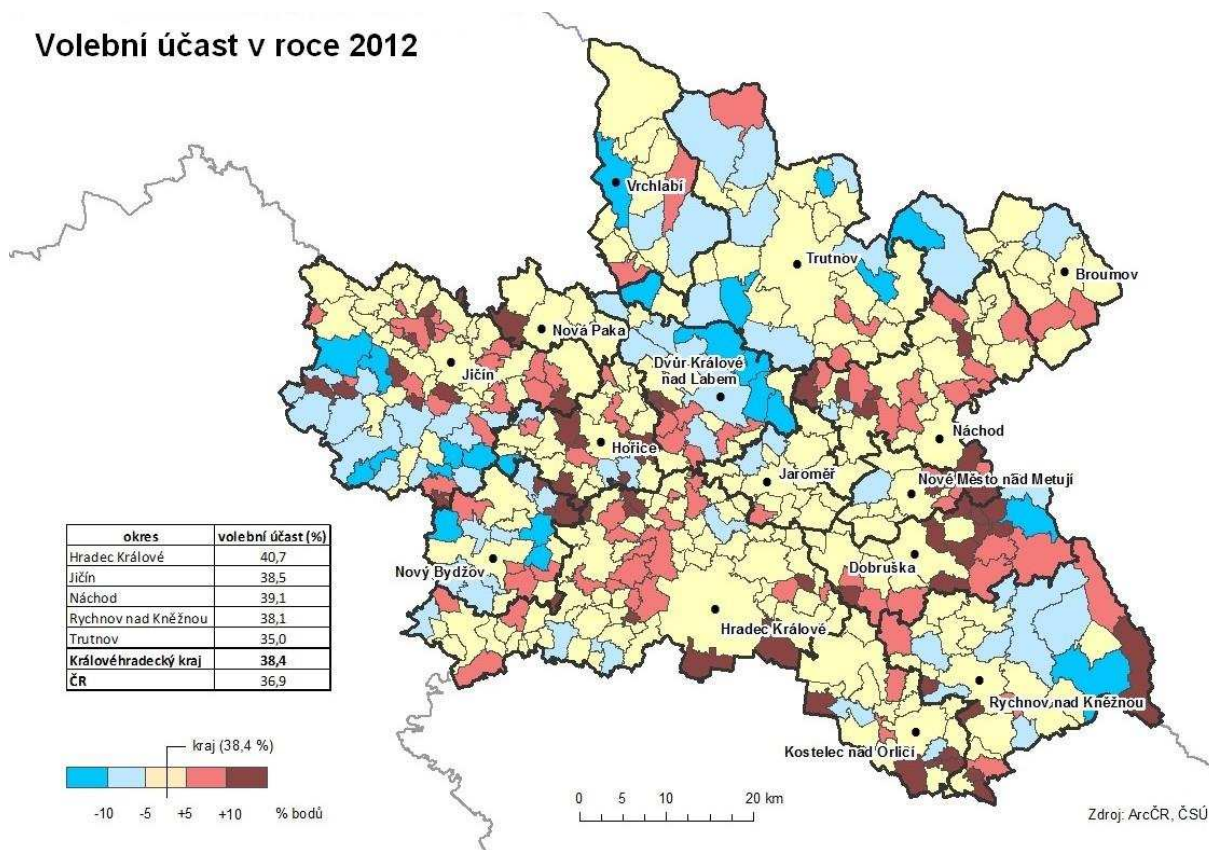 Volební účast v roce 2012
Vrchlabí
Trutnov
Broumov
Nová Paka
Jičín
Dvůr Králové
nad Labem
Hořice
Náchod
Jaroměř
Nové Město nad Metují
Nový Bydžov
Dobruška
Hradec Králové
Rychnov nad Kněžnou
Kostelec nad Orlicí
okres volební účast (%)
Hradec Králové 40,7
Jičín 38,5
Náchod 39,1
Rychnov nad Kněžnou 38,1
Trutnov 35,0
Královéhradecký kraj 38,4
ČR 36,9
kraj (38,4 %)
-10 -5 +5 +10 % bodů
0 5 10 20 km
Zdroj: ArcČR, ČSÚ